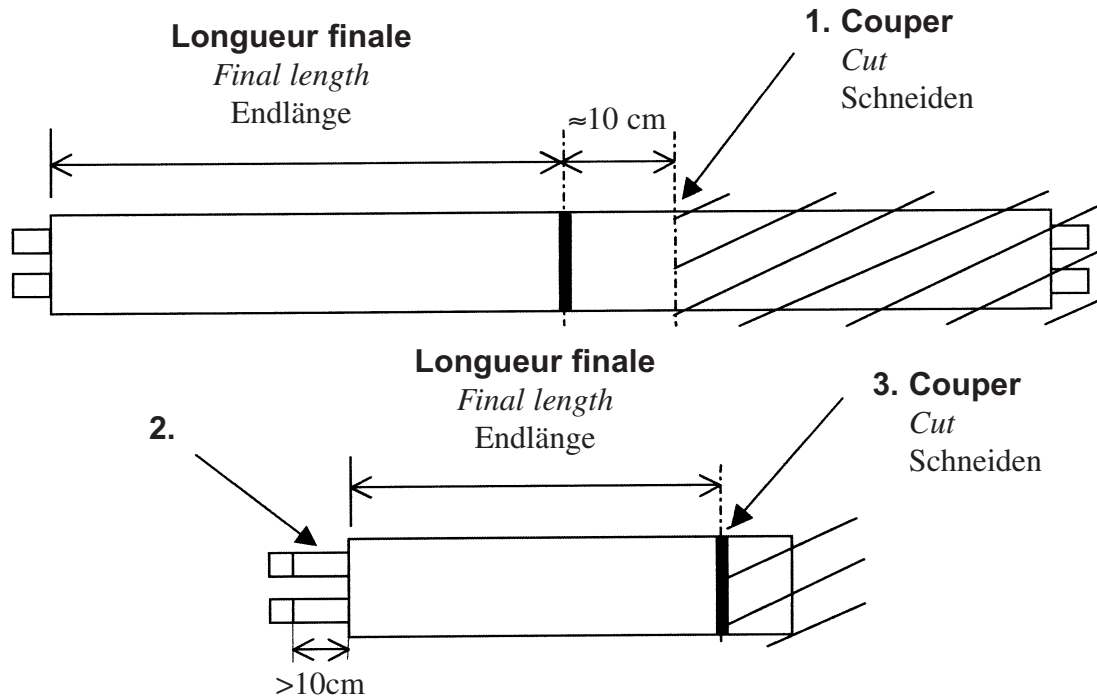 Longueur finale
Final length
Endlänge
≈10 cm
1. Couper
Cut
Schneiden
Longueur finale
Final length
Endlänge
2.
3. Couper
Cut
Schneiden
>10cm